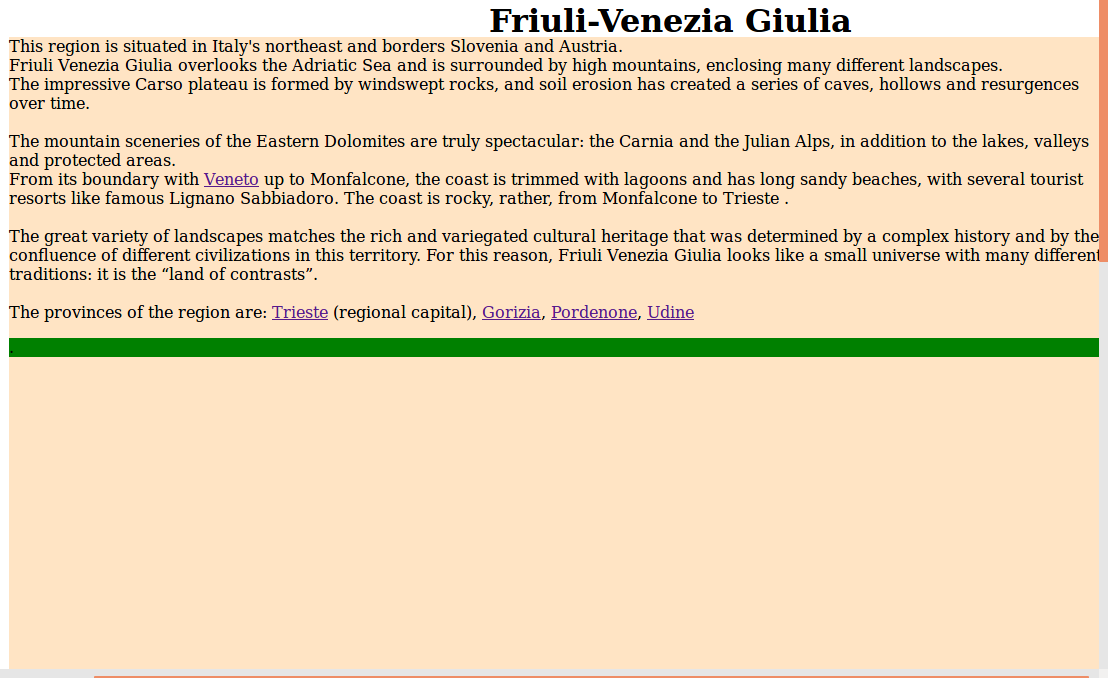 Friuli-Venezia Giulia
This region is situated in Italy's northeast and borders Slovenia and Austria.
Friuli Venezia Giulia overlooks the Adriatic Sea and is surrounded by high mountains, enclosing many different landscapes.
The impressive Carso plateau is formed by windswept rocks, and soil erosion has created a series of caves, hollows and resurgences
over time.
The mountain sceneries of the Eastern Dolomites are truly spectacular: the Carnia and the Julian Alps, in addition to the lakes, valleys
and protected areas.
From its boundary with Veneto up to Monfalcone, the coast is trimmed with lagoons and has long sandy beaches, with several tourist
resorts like famous Lignano Sabbiadoro. The coast is rocky, rather, from Monfalcone to Trieste .
The great variety of landscapes matches the rich and variegated cultural heritage that was determined by a complex history and by the
confluence of different civilizations in this territory. For this reason, Friuli Venezia Giulia looks like a small universe with many different
traditions: it is the “land of contrasts”.
The provinces of the region are: Trieste (regional capital), Gorizia, Pordenone, Udine
.